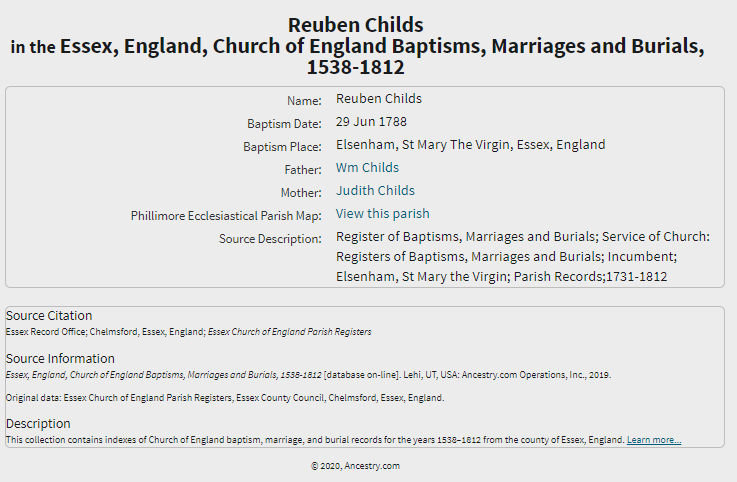 Reuben Childs
in the Essex, England, Church of England Baptisms, Marriages and Burials,
1538-1812
Name: Reuben Childs
Baptism Date: 29 Jun 1788
Baptism Place: Elsenham, St Mary The Virgin, Essex, England
Father: Wm Childs
Mother: Judith Childs
Phillimore Ecclesiastical Parish Map: View this parish
Source Description: Register of Baptisms, Marriages and Burials; Service of Church:
Registers of Baptisms, Marriages and Burials; Incumbent;
Elsenham, St Mary the Virgin; Parish Records;1731-1812
Source Citation
Essex Record Office; Chelmsford, Essex, England; Essex Church of England Parish Registers
Source Information
Essex, England, Church of England Baptisms, Marriages and Burials, 1538-1812 [database on-line]. Lehi, UT, USA: Ancestry.com Operations, Inc., 2019.
Original data: Essex Church of England Parish Registers, Essex County Council, Chelmsford, Essex, England.
Description
This collection contains indexes of Church of England baptism, marriage, and burial records for the years 1538–1812 from the county of Essex, England. Learn more...
© 2020, Ancestry.com